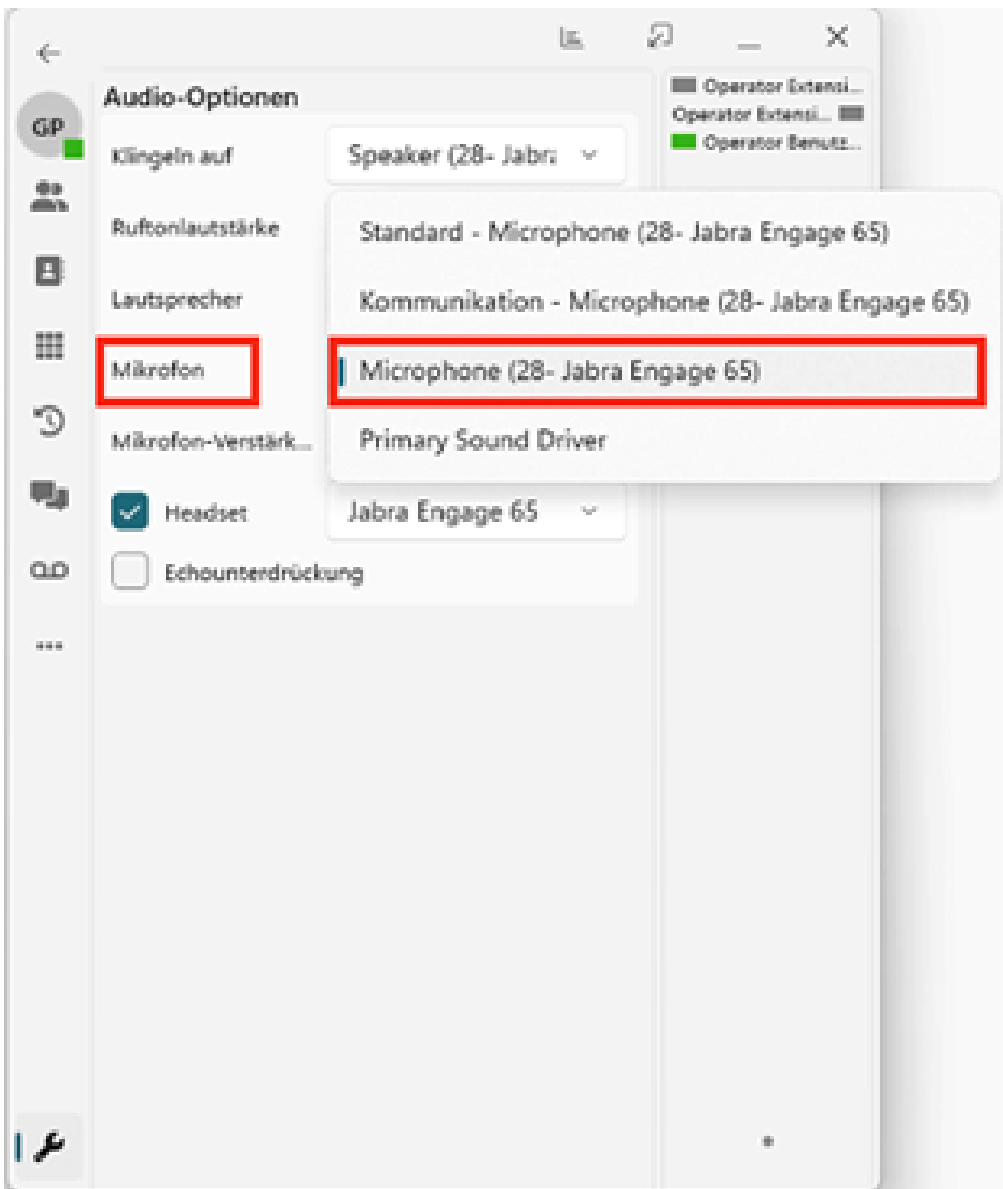 Audio-Optionen
Operator Extensi...
Operator Extensi...
GP
Operator Benutz...
Klingeln auf
Speaker (28- Jabr
Ruftonlautstärke
Standard - Microphone (28- Jabra Engage 65)
Lautsprecher
Kommunikation - Microphone (28- Jabra Engage 65)
Mikrofon
Microphone (28- Jabra Engage 65)
Mikrofon-Verstärk...
Primary Sound Driver
Headset
Jabra Engage 65
Echounterdrückung